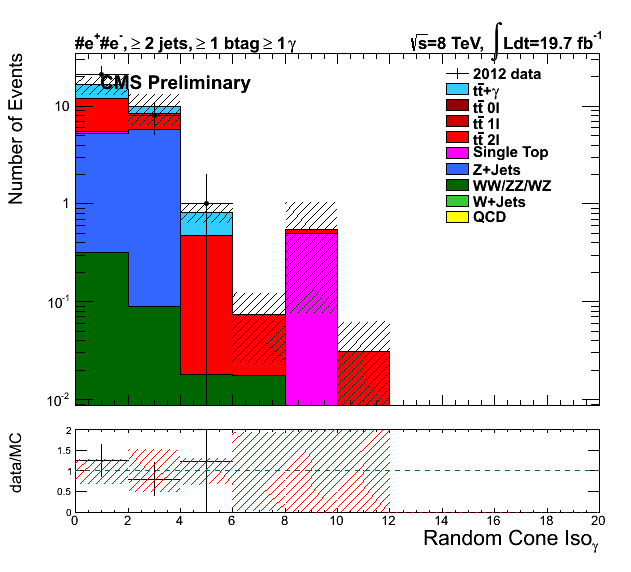 #e⁺#e⁻, ≥ 2 jets, ≥ 1 btag ≥ 1γ
√s=8 TeV, ∫ Ldt=19.7 fb⁻¹
CMS Preliminary
2012 data
tt̄+γ
tt̄ 0l
tt̄ 1l
tt̄ 2l
Single Top
Z+Jets
WW/ZZ/WZ
W+Jets
QCD
Number of Events
10
1
10⁻¹
10⁻²
data/MC
2
1.5
1
0.5
0
0 2 4 6 8 10 12 14 16 18 20
Random Cone Iso_γ